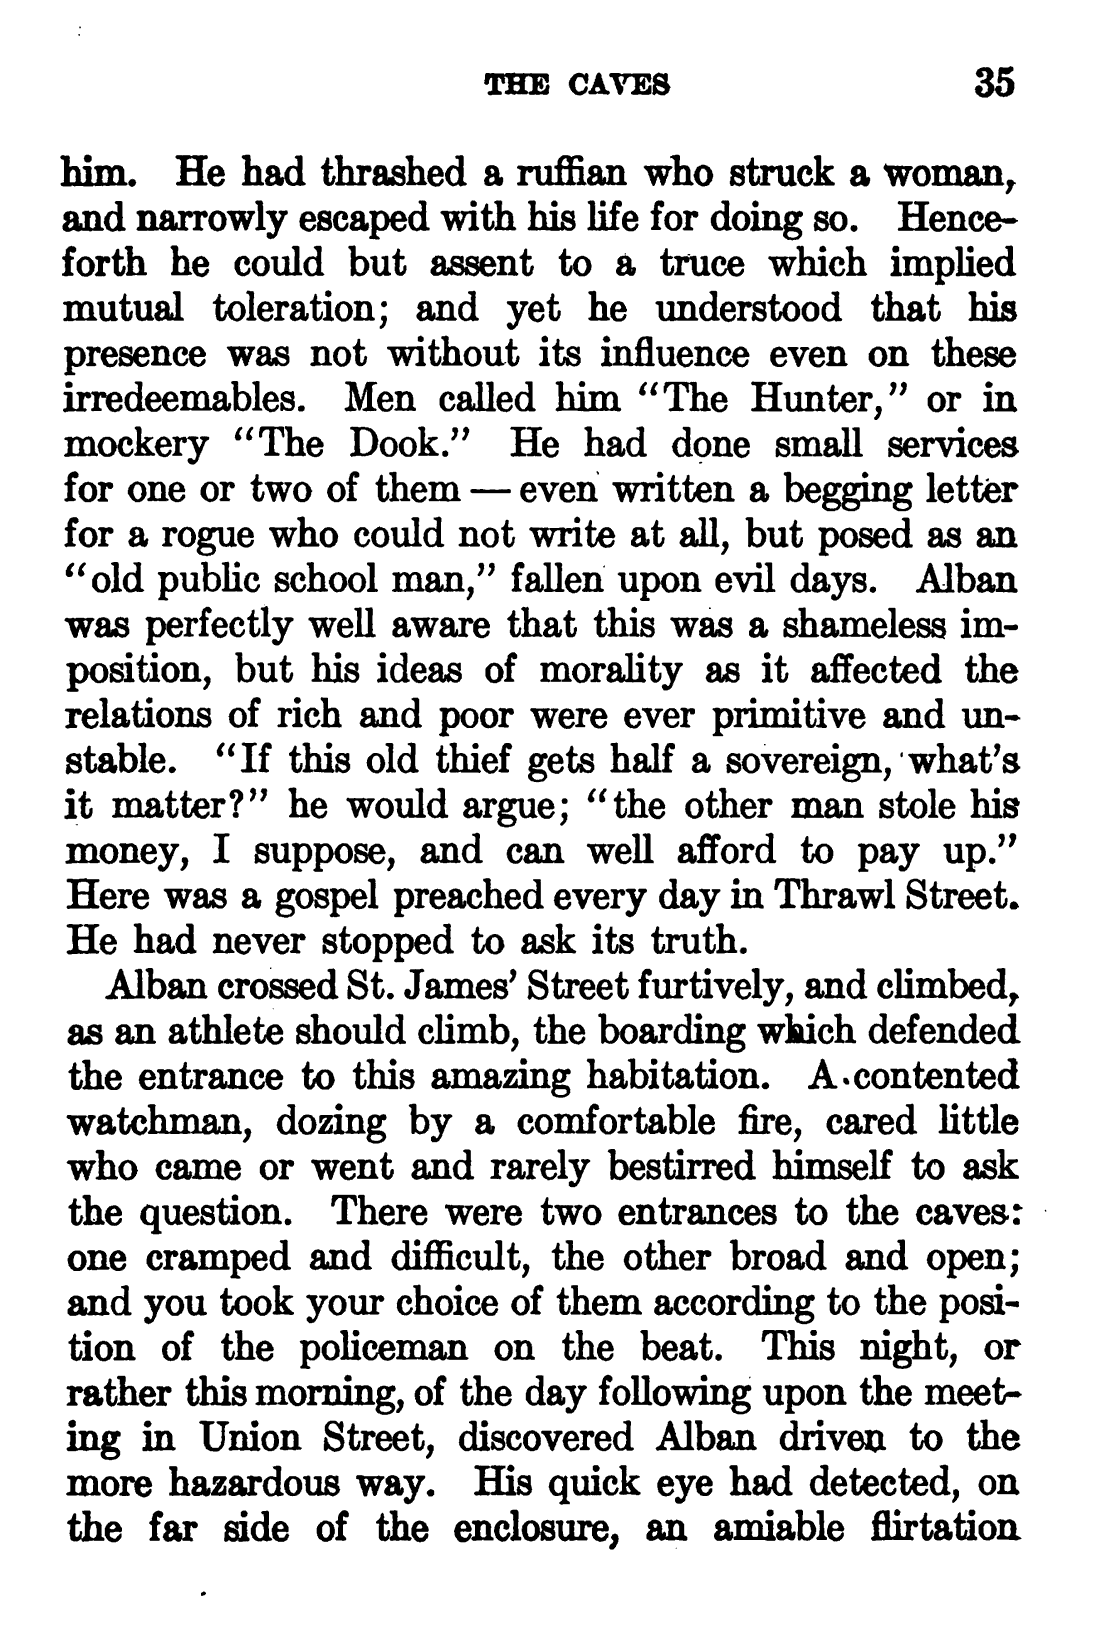 THE CAVES 35
him. He had thrashed a ruffian who struck a woman,
and narrowly escaped with his life for doing so. Hence-
forth he could but assent to a truce which implied
mutual toleration; and yet he understood that his
presence was not without its influence even on these
irredeemables. Men called him "The Hunter," or in
mockery "The Dook." He had done small services
for one or two of them — even written a begging letter
for a rogue who could not write at all, but posed as an
"old public school man," fallen upon evil days. Alban
was perfectly well aware that this was a shameless im-
position, but his ideas of morality as it affected the
relations of rich and poor were ever primitive and un-
stable. "If this old thief gets half a sovereign, what's
it matter?" he would argue; "the other man stole his
money, I suppose, and can well afford to pay up."
Here was a gospel preached every day in Thrawl Street.
He had never stopped to ask its truth.
Alban crossed St. James' Street furtively, and climbed,
as an athlete should climb, the boarding which defended
the entrance to this amazing habitation. A contented
watchman, dozing by a comfortable fire, cared little
who came or went and rarely bestirred himself to ask
the question. There were two entrances to the caves:
one cramped and difficult, the other broad and open;
and you took your choice of them according to the posi-
tion of the policeman on the beat. This night, or
rather this morning, of the day following upon the meet-
ing in Union Street, discovered Alban driven to the
more hazardous way. His quick eye had detected, on
the far side of the enclosure, an amiable flirtation